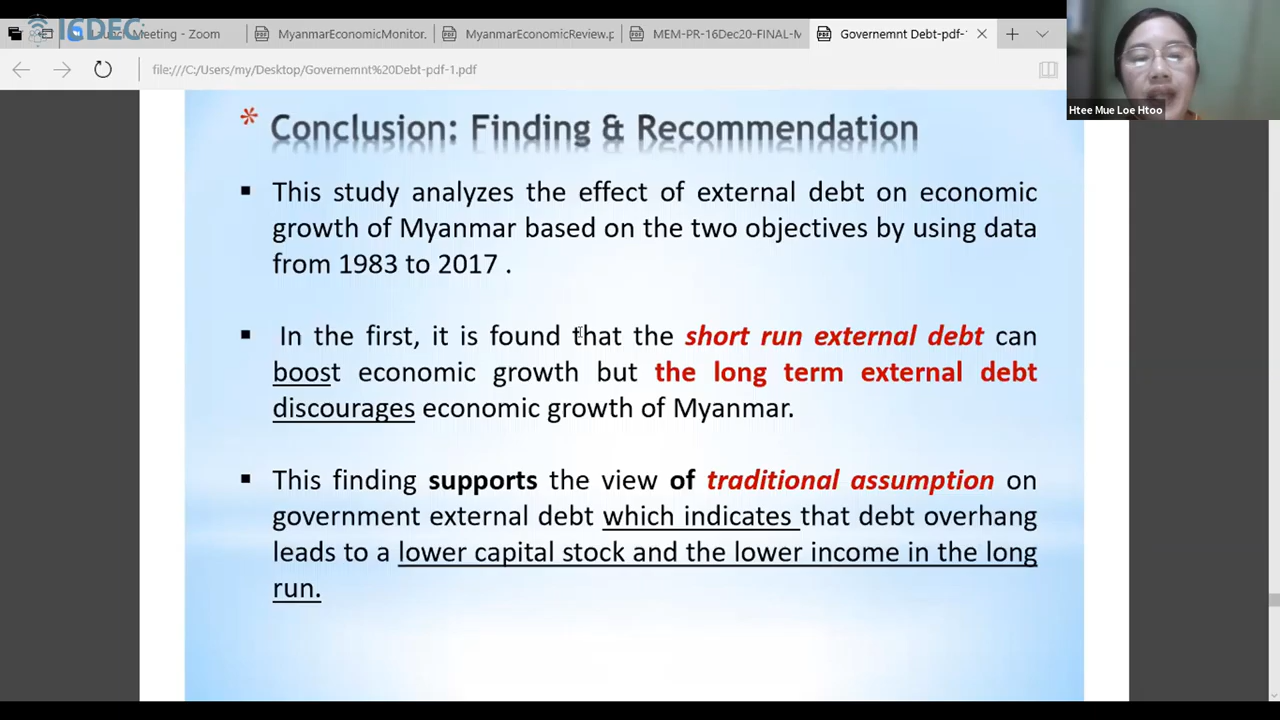 16DEC
Meeting - Zoom
MyanmarEconomicMonitor.
MyanmarEconomicReview.p
MEM-PR-16Dec20-FINAL-M
Governemnt Debt-pdf-
file:///C:/Users/my/Desktop/Governemnt%20Debt-pdf-1.pdf
Htee Mue Loe Htoo
* Conclusion: Finding & Recommendation
▪ This study analyzes the effect of external debt on economic
growth of Myanmar based on the two objectives by using data
from 1983 to 2017 .
▪ In the first, it is found that the short run external debt can
boost economic growth but the long term external debt
discourages economic growth of Myanmar.
▪ This finding supports the view of traditional assumption on
government external debt which indicates that debt overhang
leads to a lower capital stock and the lower income in the long
run.